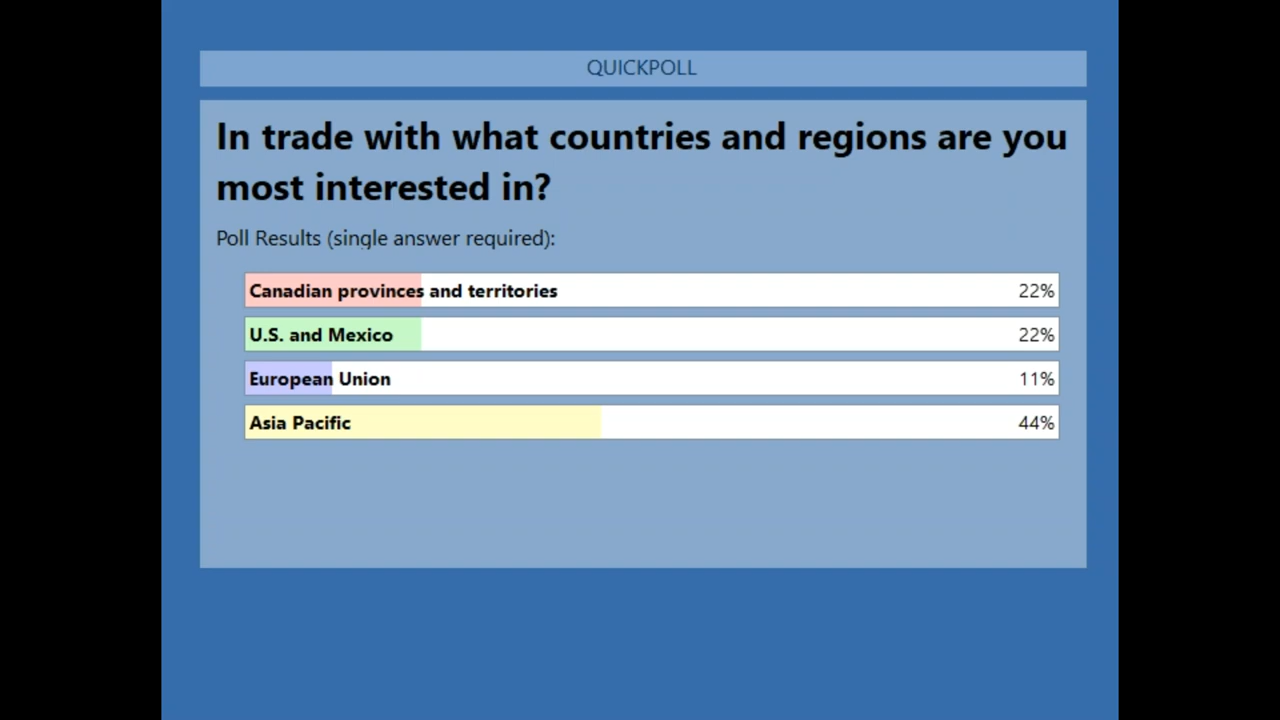 QUICKPOLL
In trade with what countries and regions are you
most interested in?
Poll Results (single answer required):
Canadian provinces and territories 22%
U.S. and Mexico 22%
European Union 11%
Asia Pacific 44%